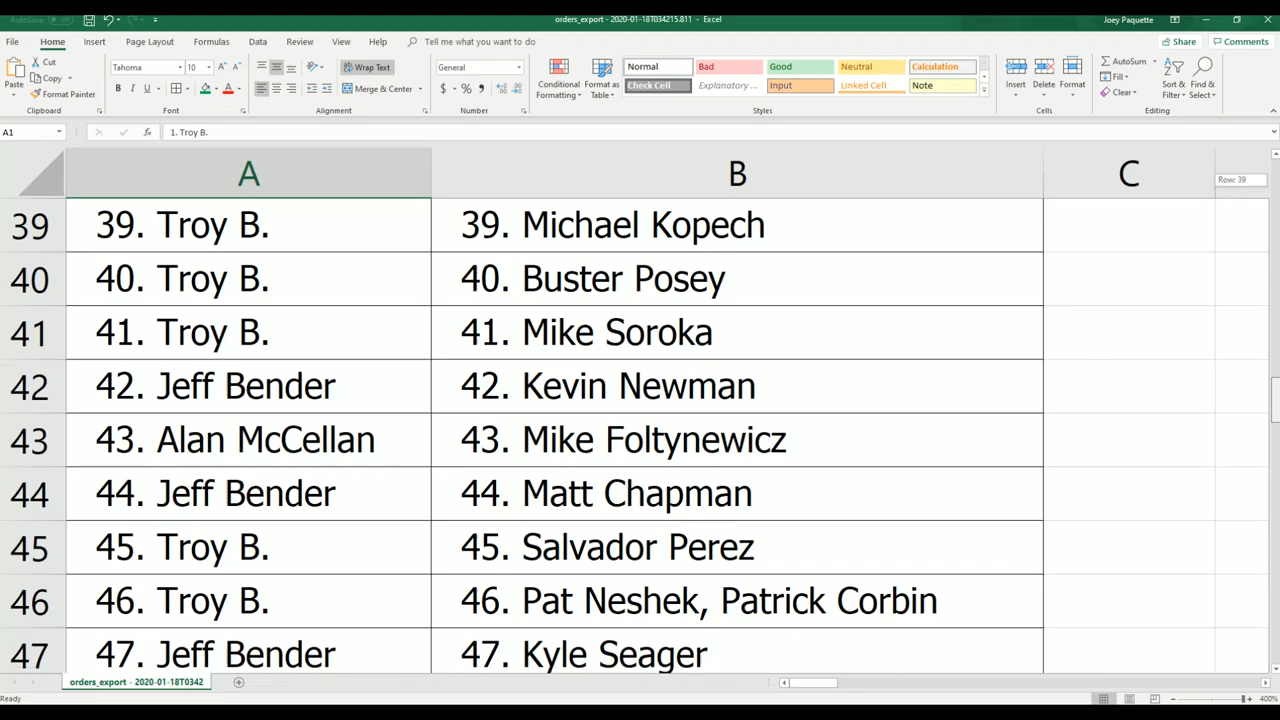 AutoSave Off orders_export - 2020-01-18T034215.811 - Excel Joey Paquette
File Home Insert Page Layout Formulas Data Review View Help Tell me what you want to do Share Comments
Paste Cut Copy Format Painter Clipboard
Tahoma 10 B I U A A Font
Wrap Text Merge & Center Alignment
General $ % , Number
Conditional Formatting Format as Table
Normal Bad Good Neutral Calculation
Check Cell Explanatory ... Input Linked Cell Note
Styles
Insert Delete Format Cells
AutoSum Fill Clear Sort & Filter Find & Select Editing
A1 fx 1. Troy B.
A B C Row: 39
39 39. Troy B. 39. Michael Kopech
40 40. Troy B. 40. Buster Posey
41 41. Troy B. 41. Mike Soroka
42 42. Jeff Bender 42. Kevin Newman
43 43. Alan McCellan 43. Mike Foltynewicz
44 44. Jeff Bender 44. Matt Chapman
45 45. Troy B. 45. Salvador Perez
46 46. Troy B. 46. Pat Neshek, Patrick Corbin
47 47. Jeff Bender 47. Kyle Seager
orders_export - 2020-01-18T0342
Ready 400%